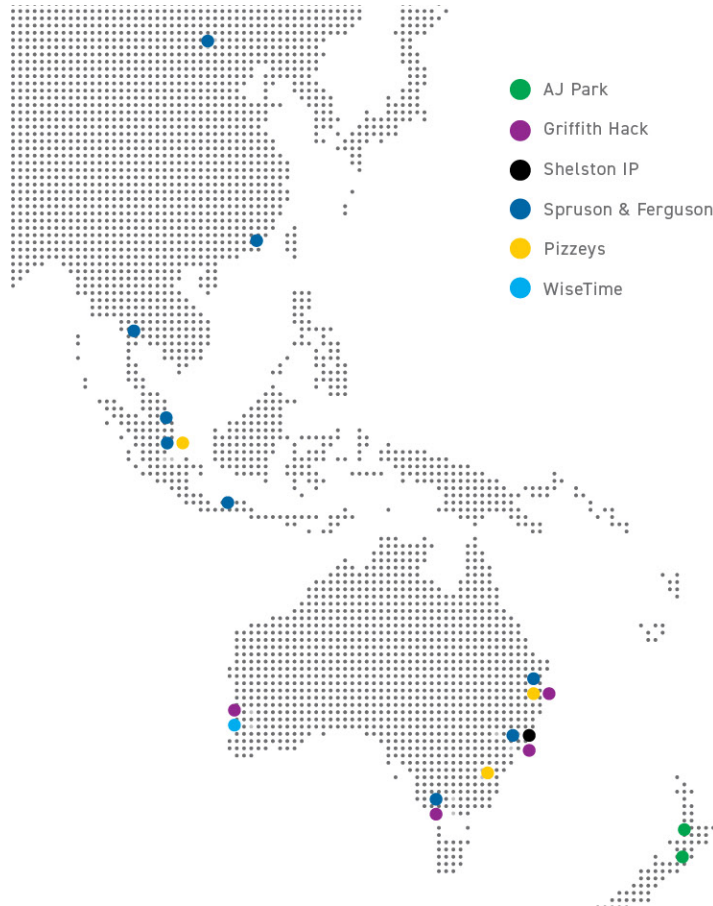 AJ Park
Griffith Hack
Shelston IP
Spruson & Ferguson
Pizzeys
WiseTime